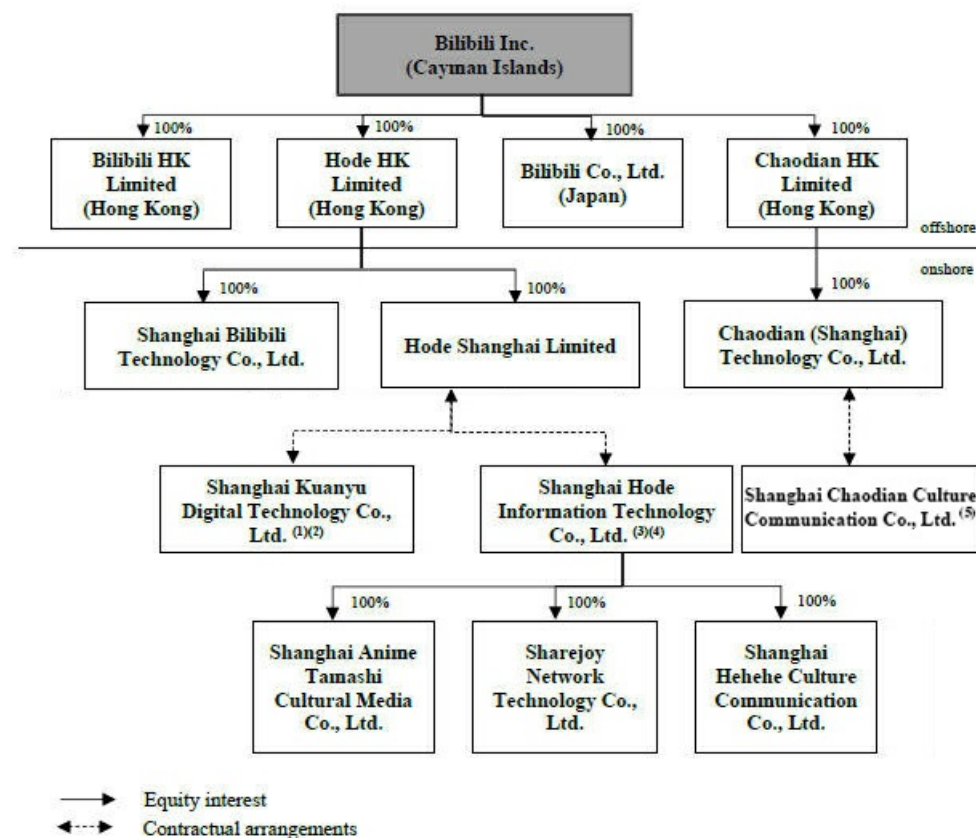 Bilibili Inc.
(Cayman Islands)
100%
100%
100%
100%
Bilibili HK
Limited
(Hong Kong)
Hode HK
Limited
(Hong Kong)
Bilibili Co., Ltd.
(Japan)
Chaodian HK
Limited
(Hong Kong)
offshore
onshore
100%
100%
100%
Shanghai Bilibili
Technology Co., Ltd.
Hode Shanghai Limited
Chaodian (Shanghai)
Technology Co., Ltd.
Shanghai Kuanyu
Digital Technology Co.,
Ltd. (1)(2)
Shanghai Hode
Information Technology
Co., Ltd. (3)(4)
Shanghai Chaodian Culture
Communication Co., Ltd. (5)
100%
100%
100%
Shanghai Anime
Tamashi
Cultural Media
Co., Ltd.
Sharejoy
Network
Technology Co.,
Ltd.
Shanghai
Hehehe Culture
Communication
Co., Ltd.
Equity interest
Contractual arrangements